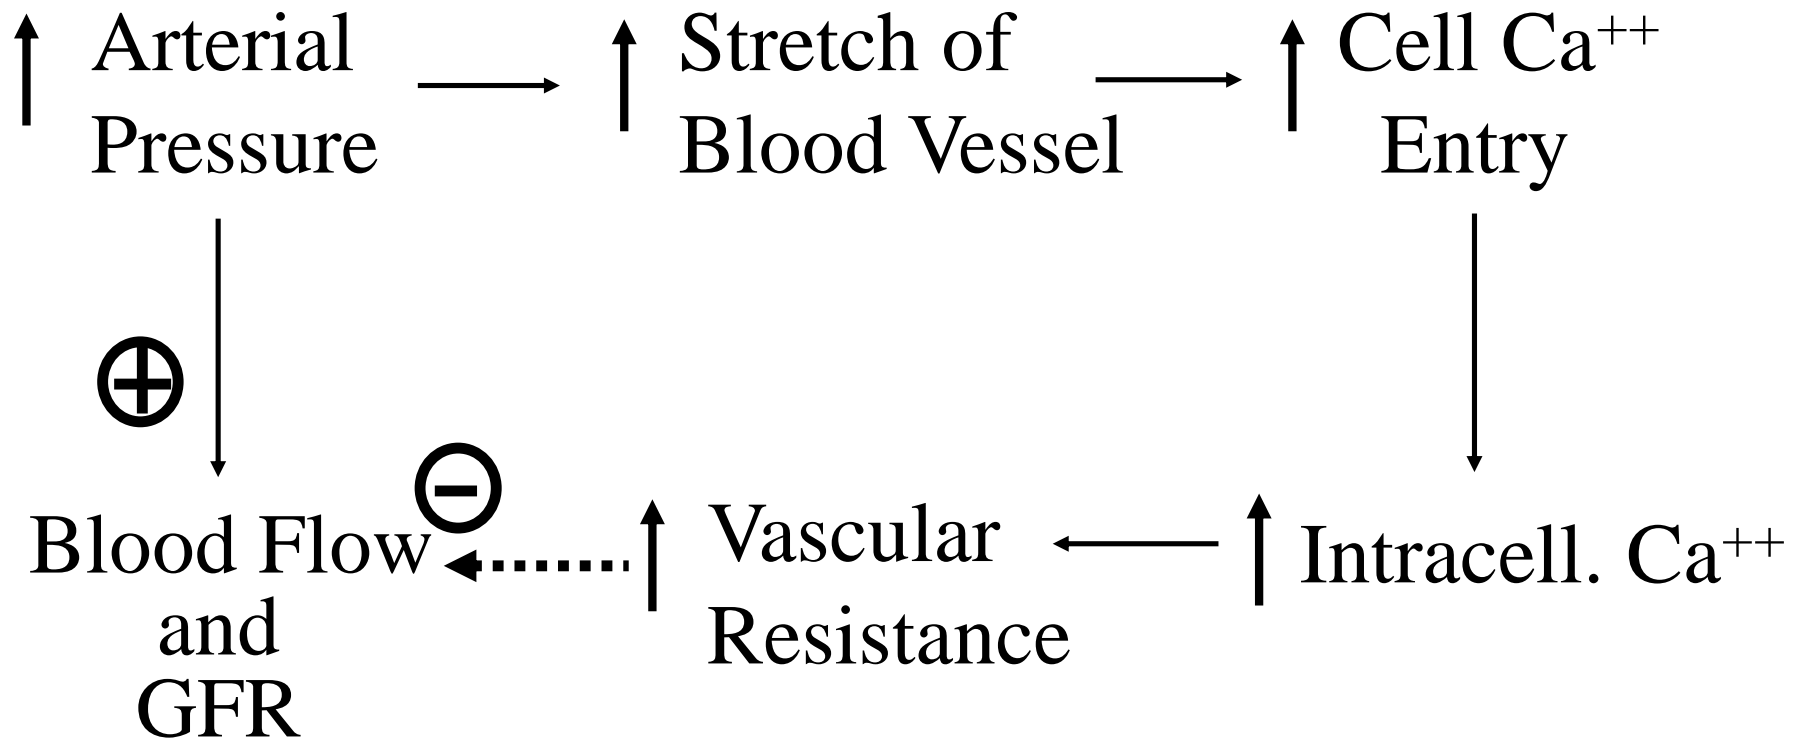 Arterial
Pressure
Stretch of
Blood Vessel
Cell Ca⁺⁺
Entry
+
−
Blood Flow
and
GFR
Vascular
Resistance
Intracell. Ca⁺⁺